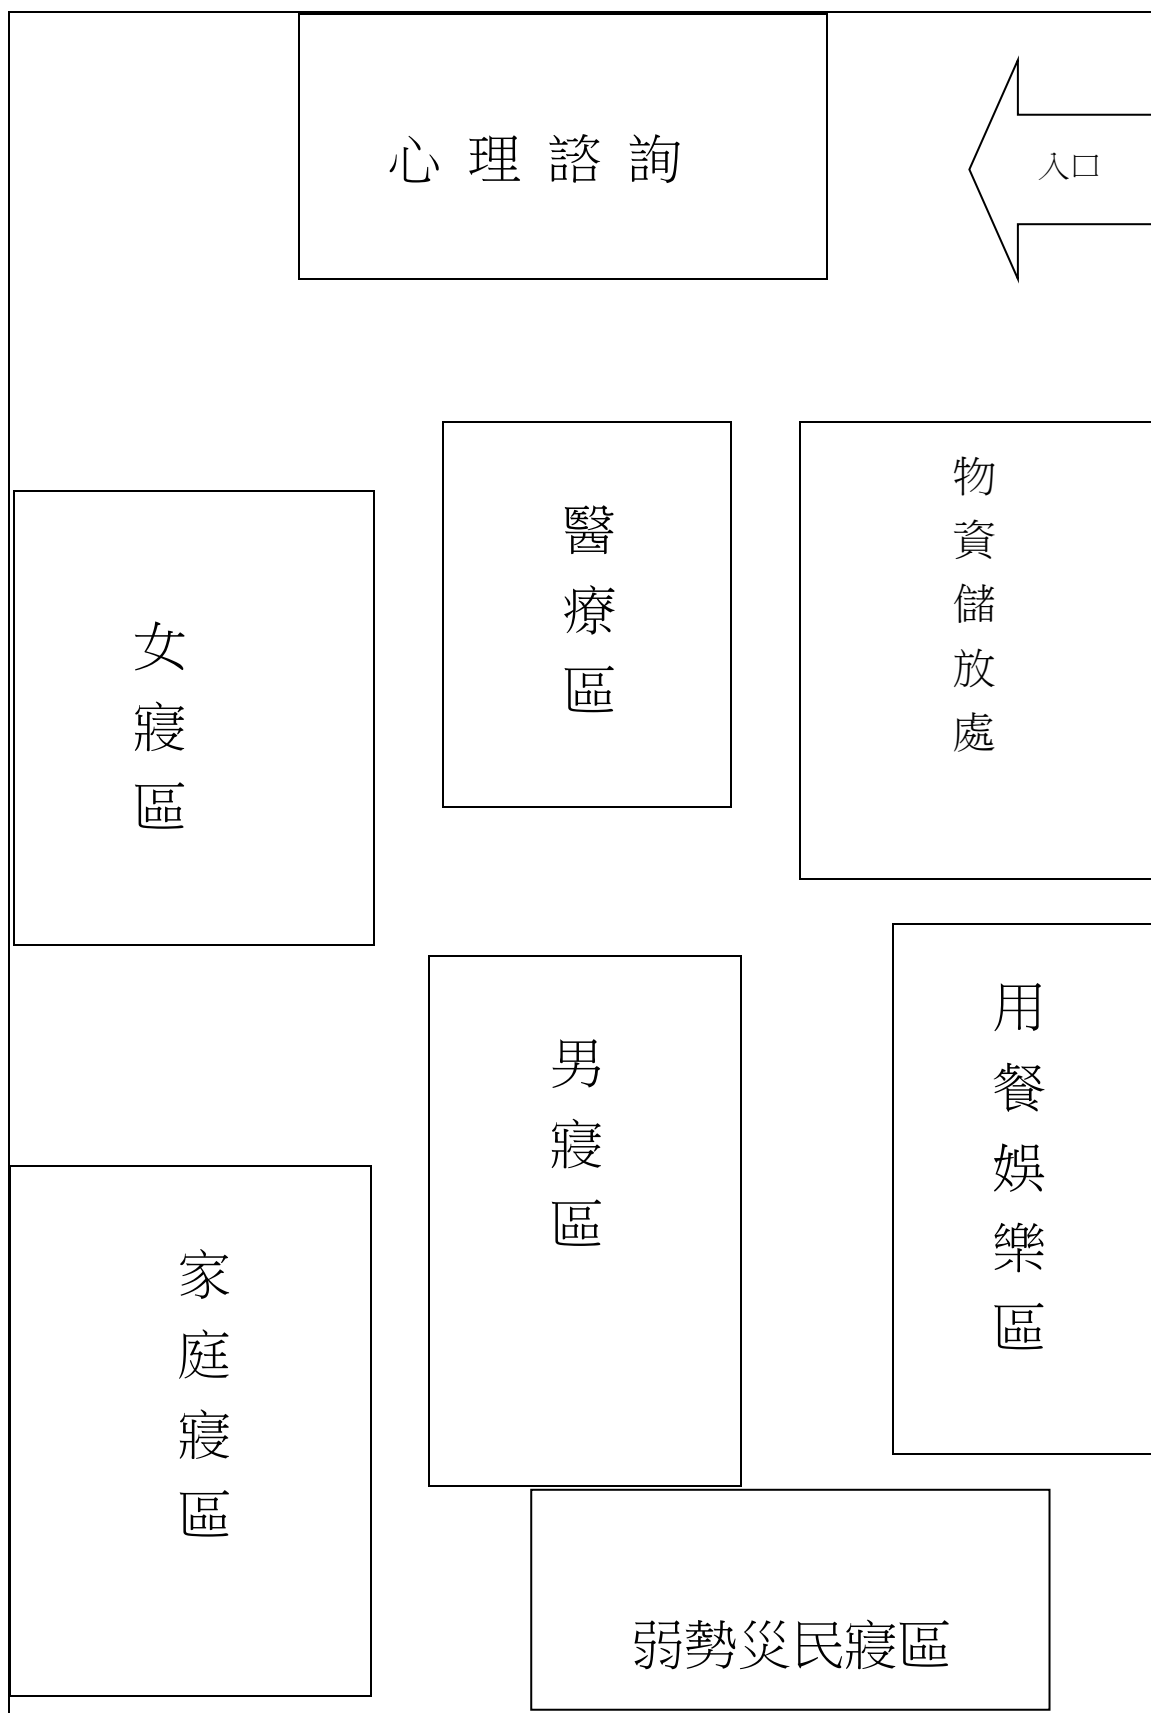 心理諮詢
入口
物資儲放處
醫療區
女寢區
用餐娛樂區
男寢區
家庭寢區
弱勢災民寢區